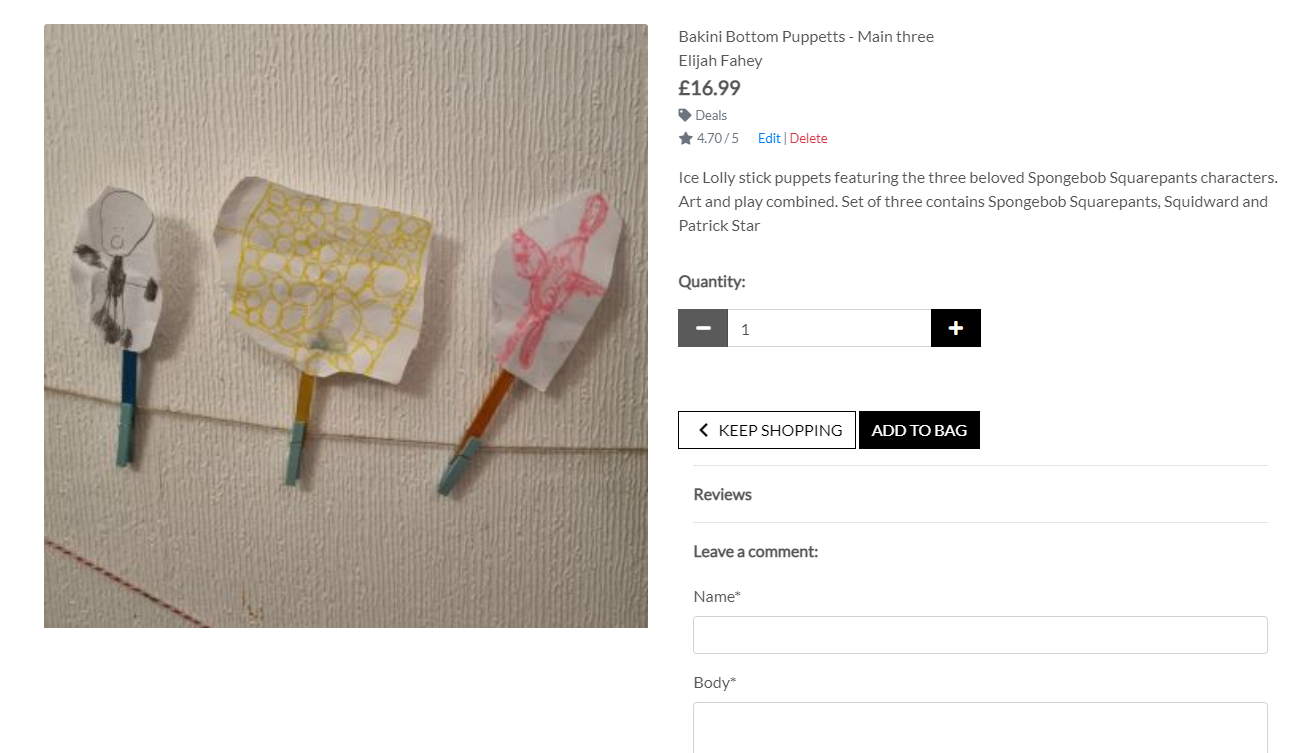 Bakini Bottom Puppetts - Main three
Elijah Fahey
£16.99
Deals
4.70 / 5 Edit | Delete
Ice Lolly stick puppets featuring the three beloved Spongebob Squarepants characters.
Art and play combined. Set of three contains Spongebob Squarepants, Squidward and
Patrick Star
Quantity:
1
KEEP SHOPPING ADD TO BAG
Reviews
Leave a comment:
Name*
Body*